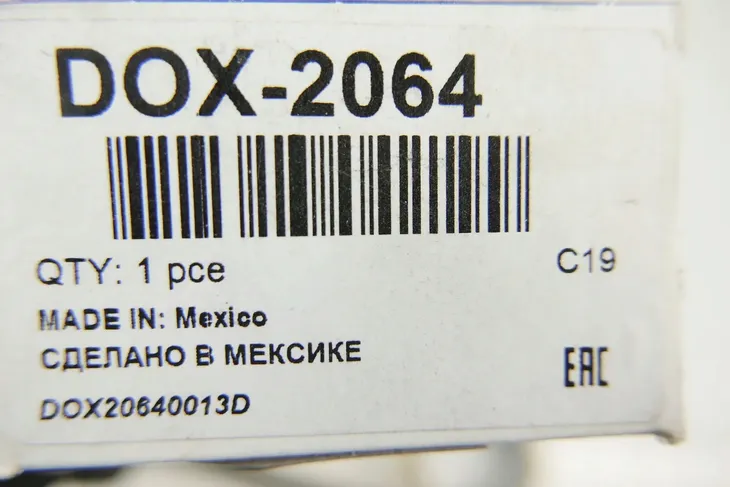 DOX-2064
QTY: 1 pce
C19
MADE IN: Mexico
СДЕЛАНО В МЕКСИКЕ
EAC
DOX20640013D